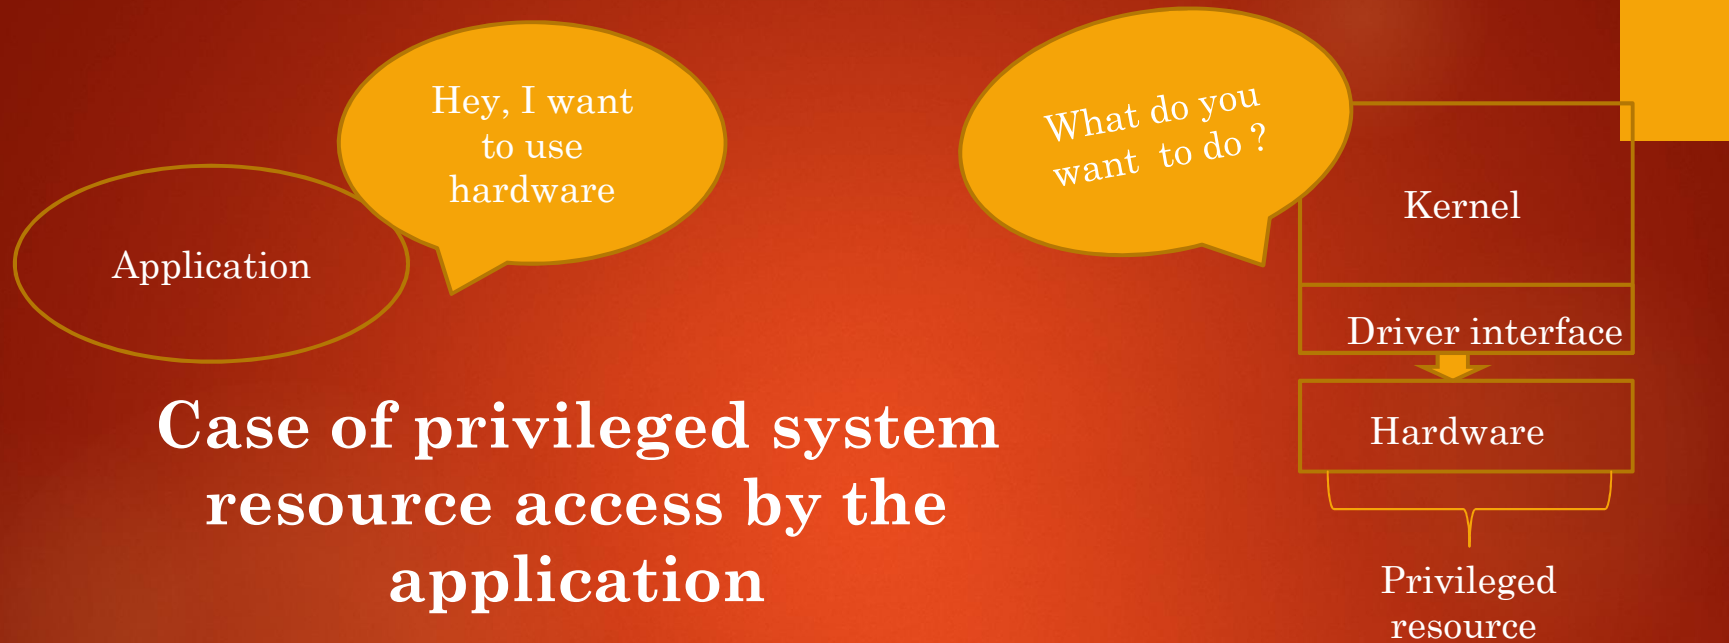 Hey, I want
to use
hardware
What do you
want to do ?
Application
Kernel
Driver interface
Hardware
Case of privileged system
resource access by the
application
Privileged
resource